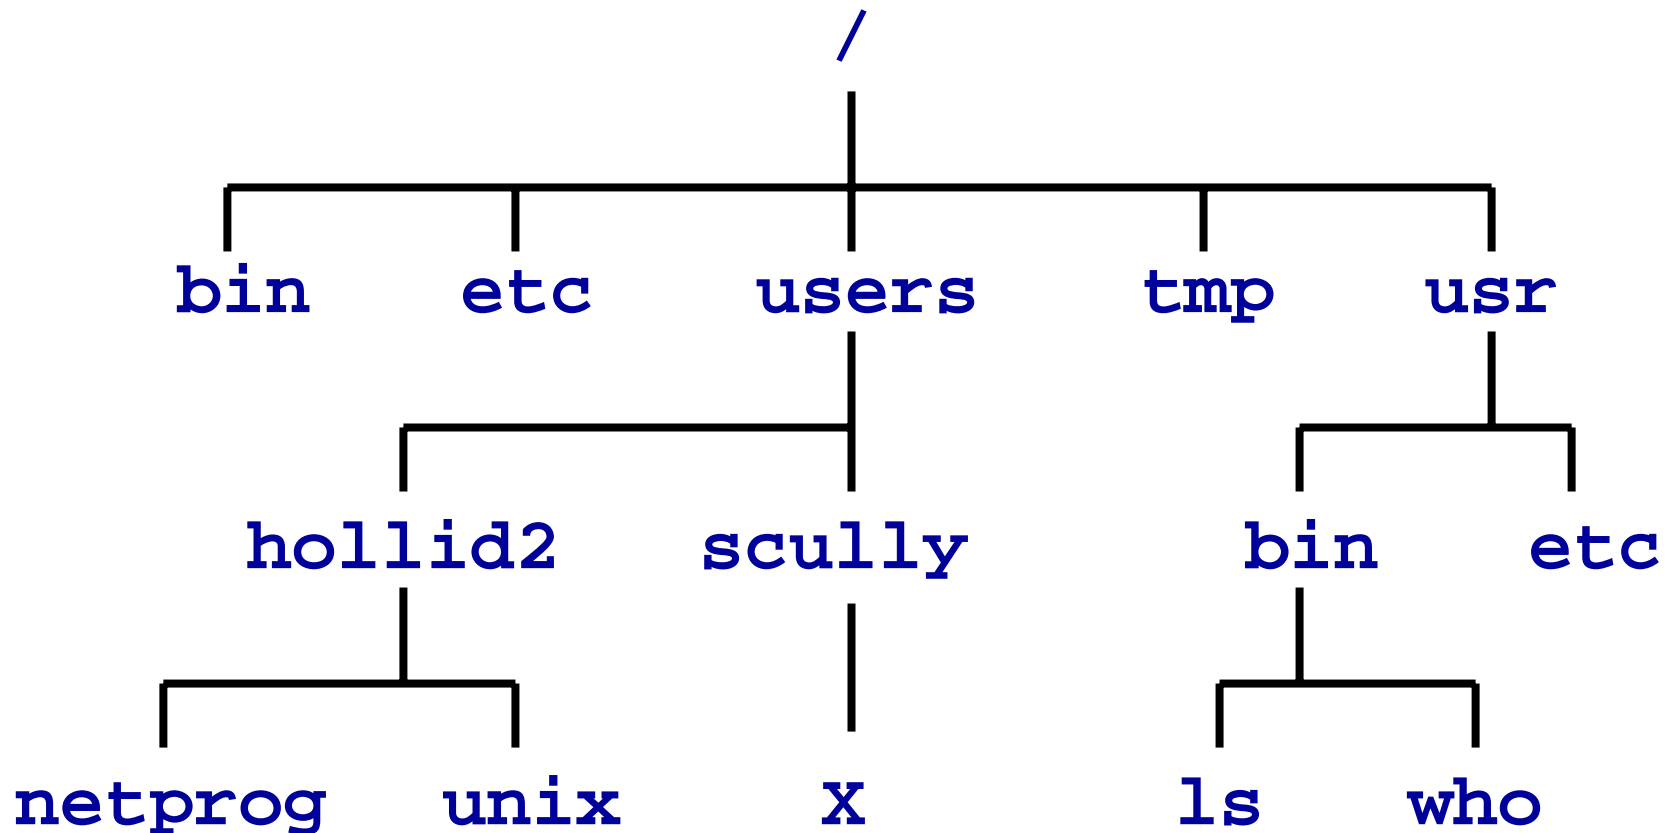 /
bin etc users tmp usr
hollid2 scully bin etc
netprog unix X ls who